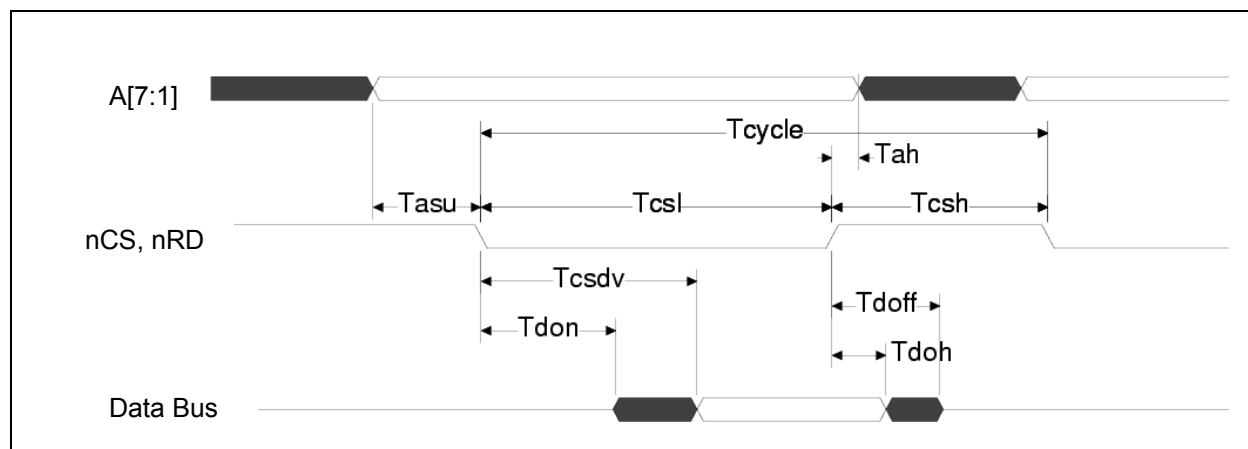 A[7:1]
Tcycle
Tah
Tasu
Tcsl
Tcsh
nCS, nRD
Tcsdv
Tdoff
Tdon
Tdoh
Data Bus